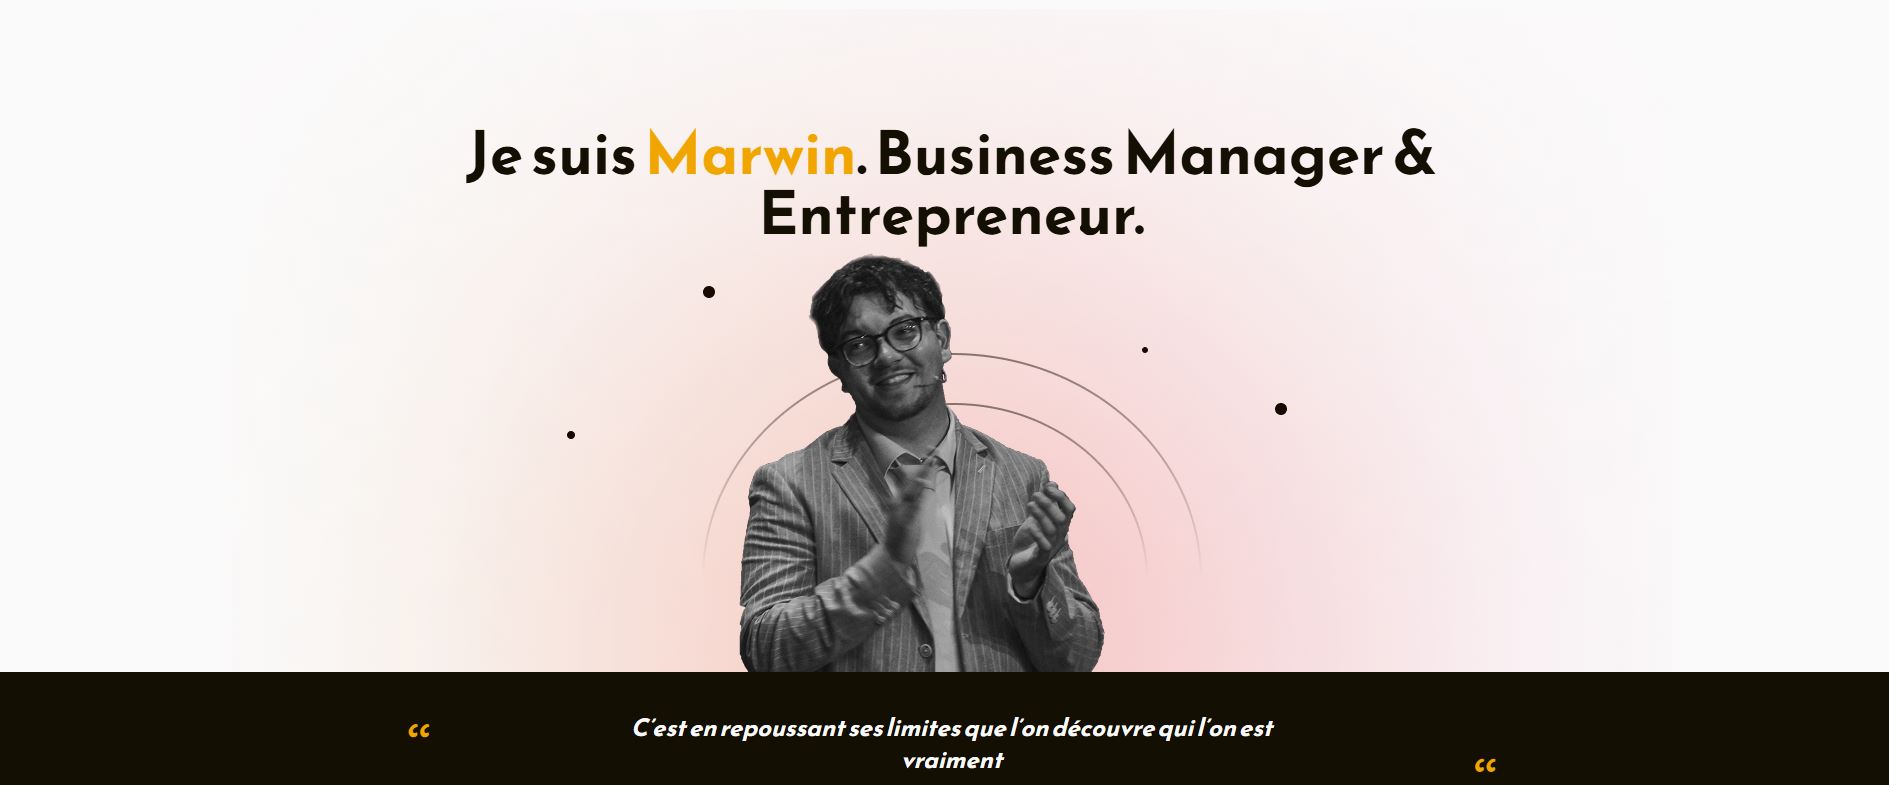 Je suis Marwin. Business Manager &
Entrepreneur.
“
C’est en repoussant ses limites que l’on découvre qui l’on est
vraiment
“